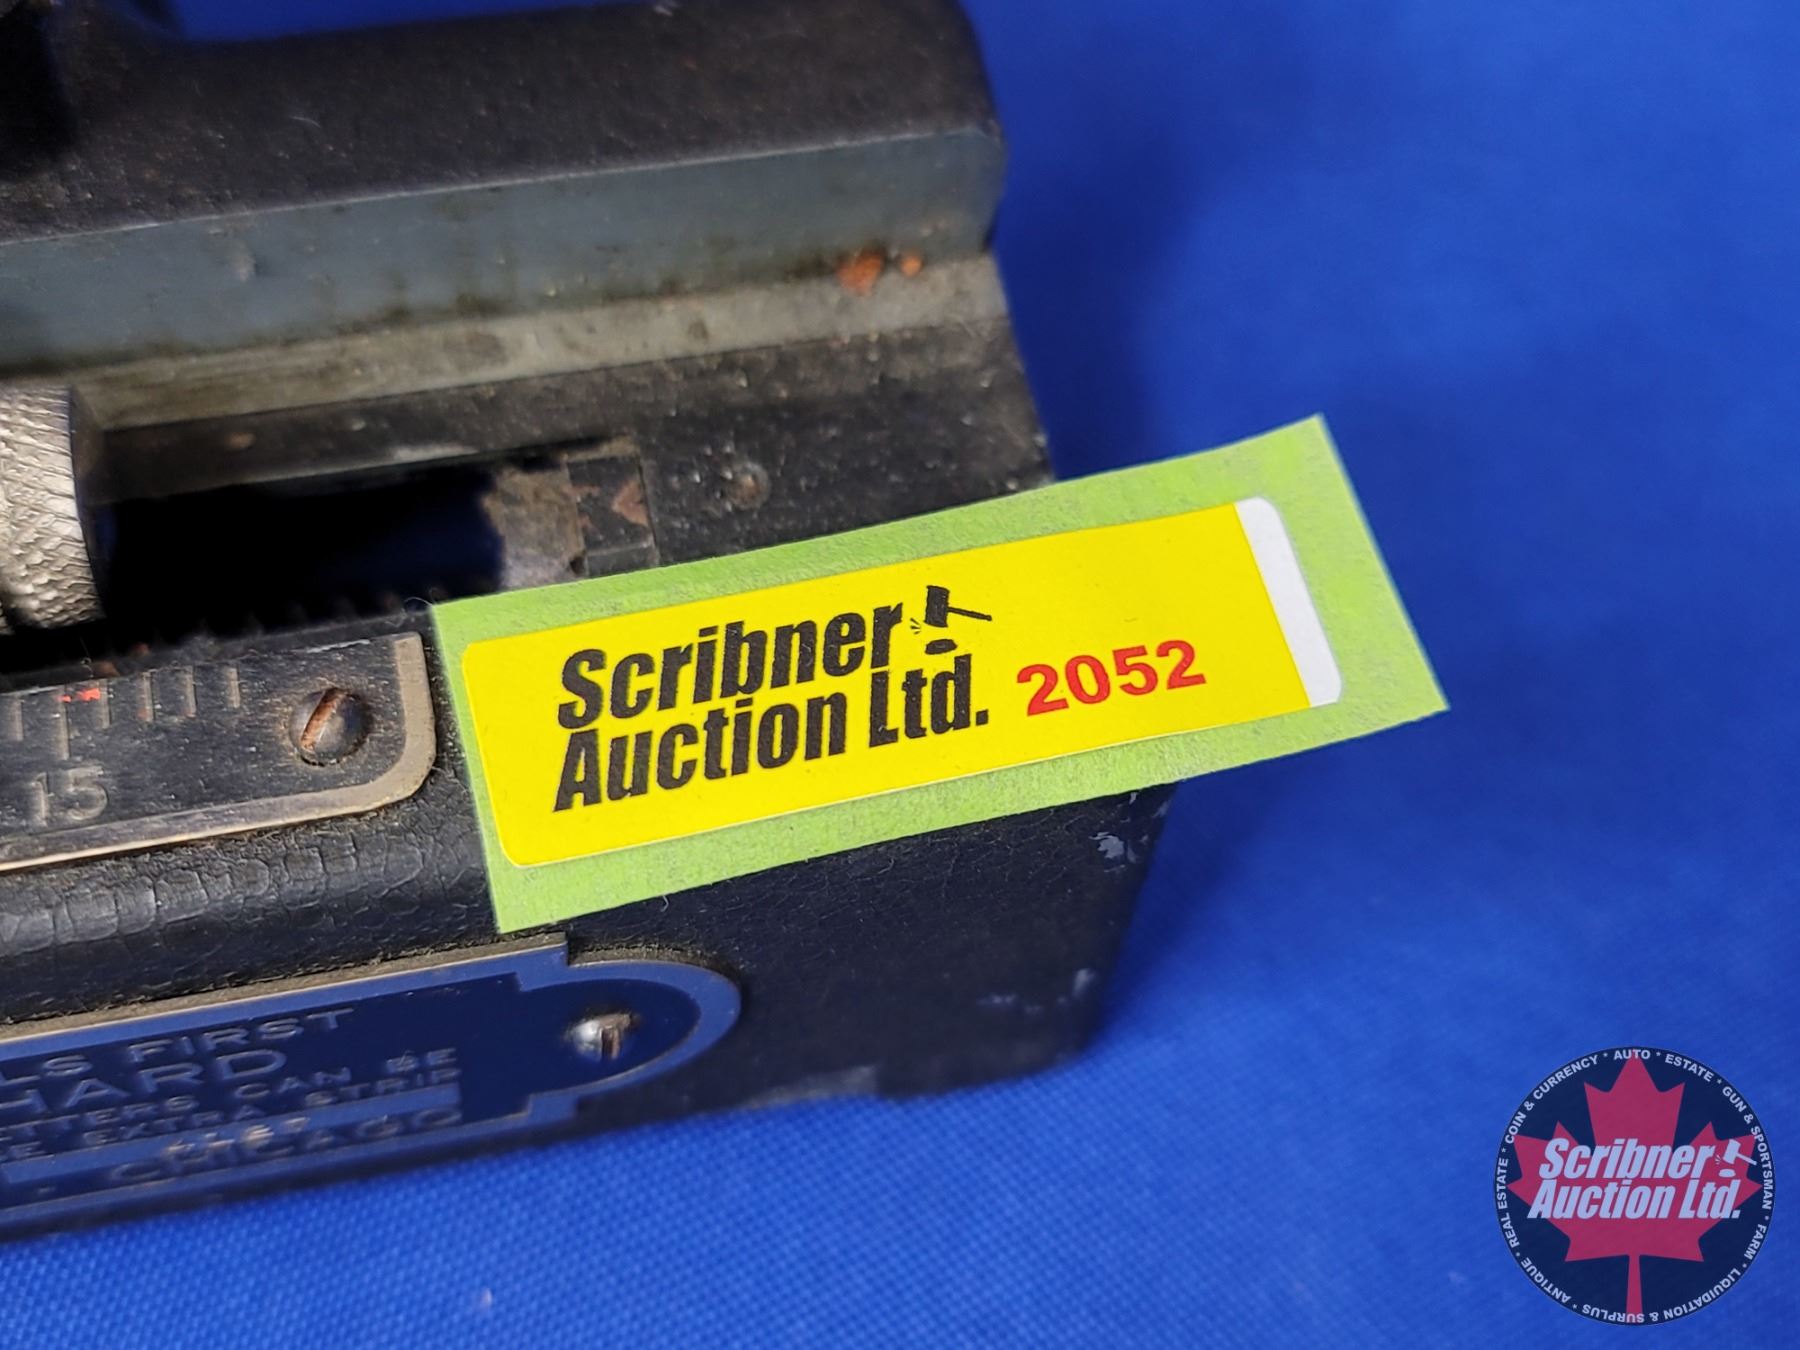 Scribner
Auction Ltd. 2052
15
LS FIRST
HARD
CAN BE
EXTRA STRIP
CHICAGO
Scribner
Auction Ltd.
ANTIQUE * REAL ESTATE * COIN & CURRENCY * AUTO * ESTATE * GUN & SPORTSMAN * FARM * LIQUIDATION & SURPLUS *